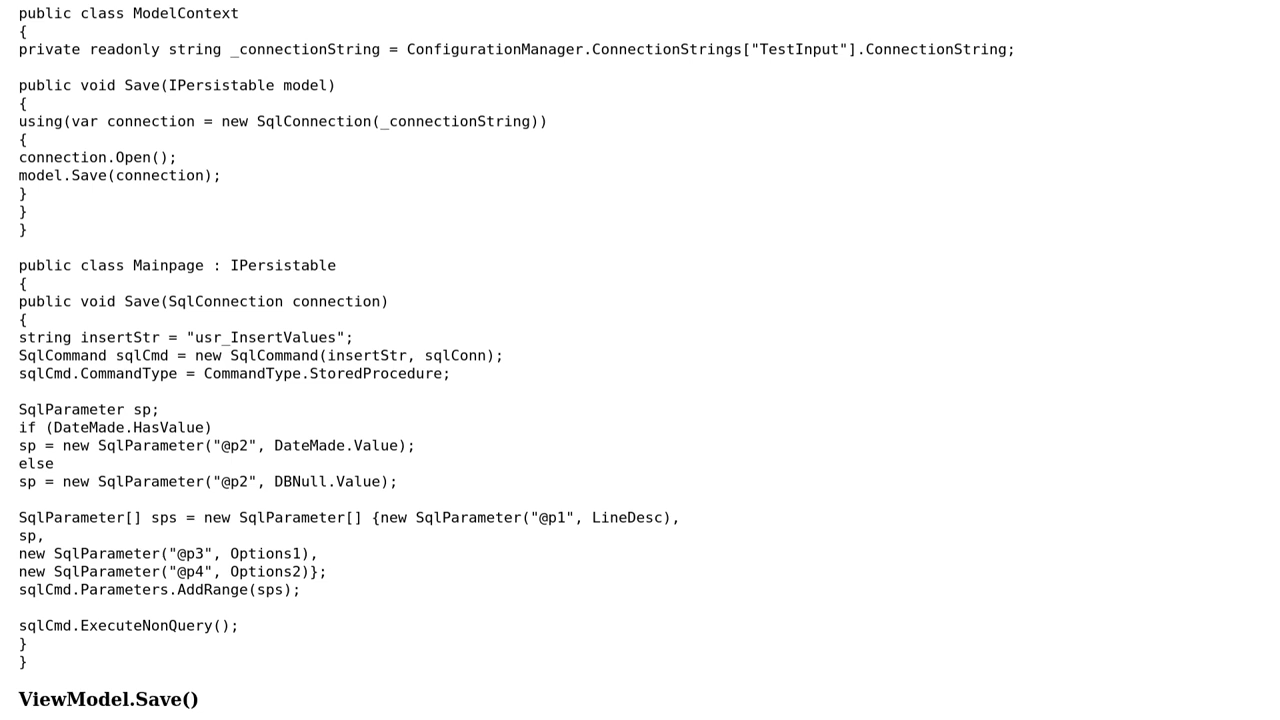 public class ModelContext
{
private readonly string _connectionString = ConfigurationManager.ConnectionStrings["TestInput"].ConnectionString;
public void Save(IPersistable model)
{
using(var connection = new SqlConnection(_connectionString))
{
connection.Open();
model.Save(connection);
}
}
}
public class Mainpage : IPersistable
{
public void Save(SqlConnection connection)
{
string insertStr = "usr_InsertValues";
SqlCommand sqlCmd = new SqlCommand(insertStr, sqlConn);
sqlCmd.CommandType = CommandType.StoredProcedure;
SqlParameter sp;
if (DateMade.HasValue)
sp = new SqlParameter("@p2", DateMade.Value);
else
sp = new SqlParameter("@p2", DBNull.Value);
SqlParameter[] sps = new SqlParameter[] {new SqlParameter("@p1", LineDesc),
sp,
new SqlParameter("@p3", Options1),
new SqlParameter("@p4", Options2)};
sqlCmd.Parameters.AddRange(sps);
sqlCmd.ExecuteNonQuery();
}
}
ViewModel.Save()